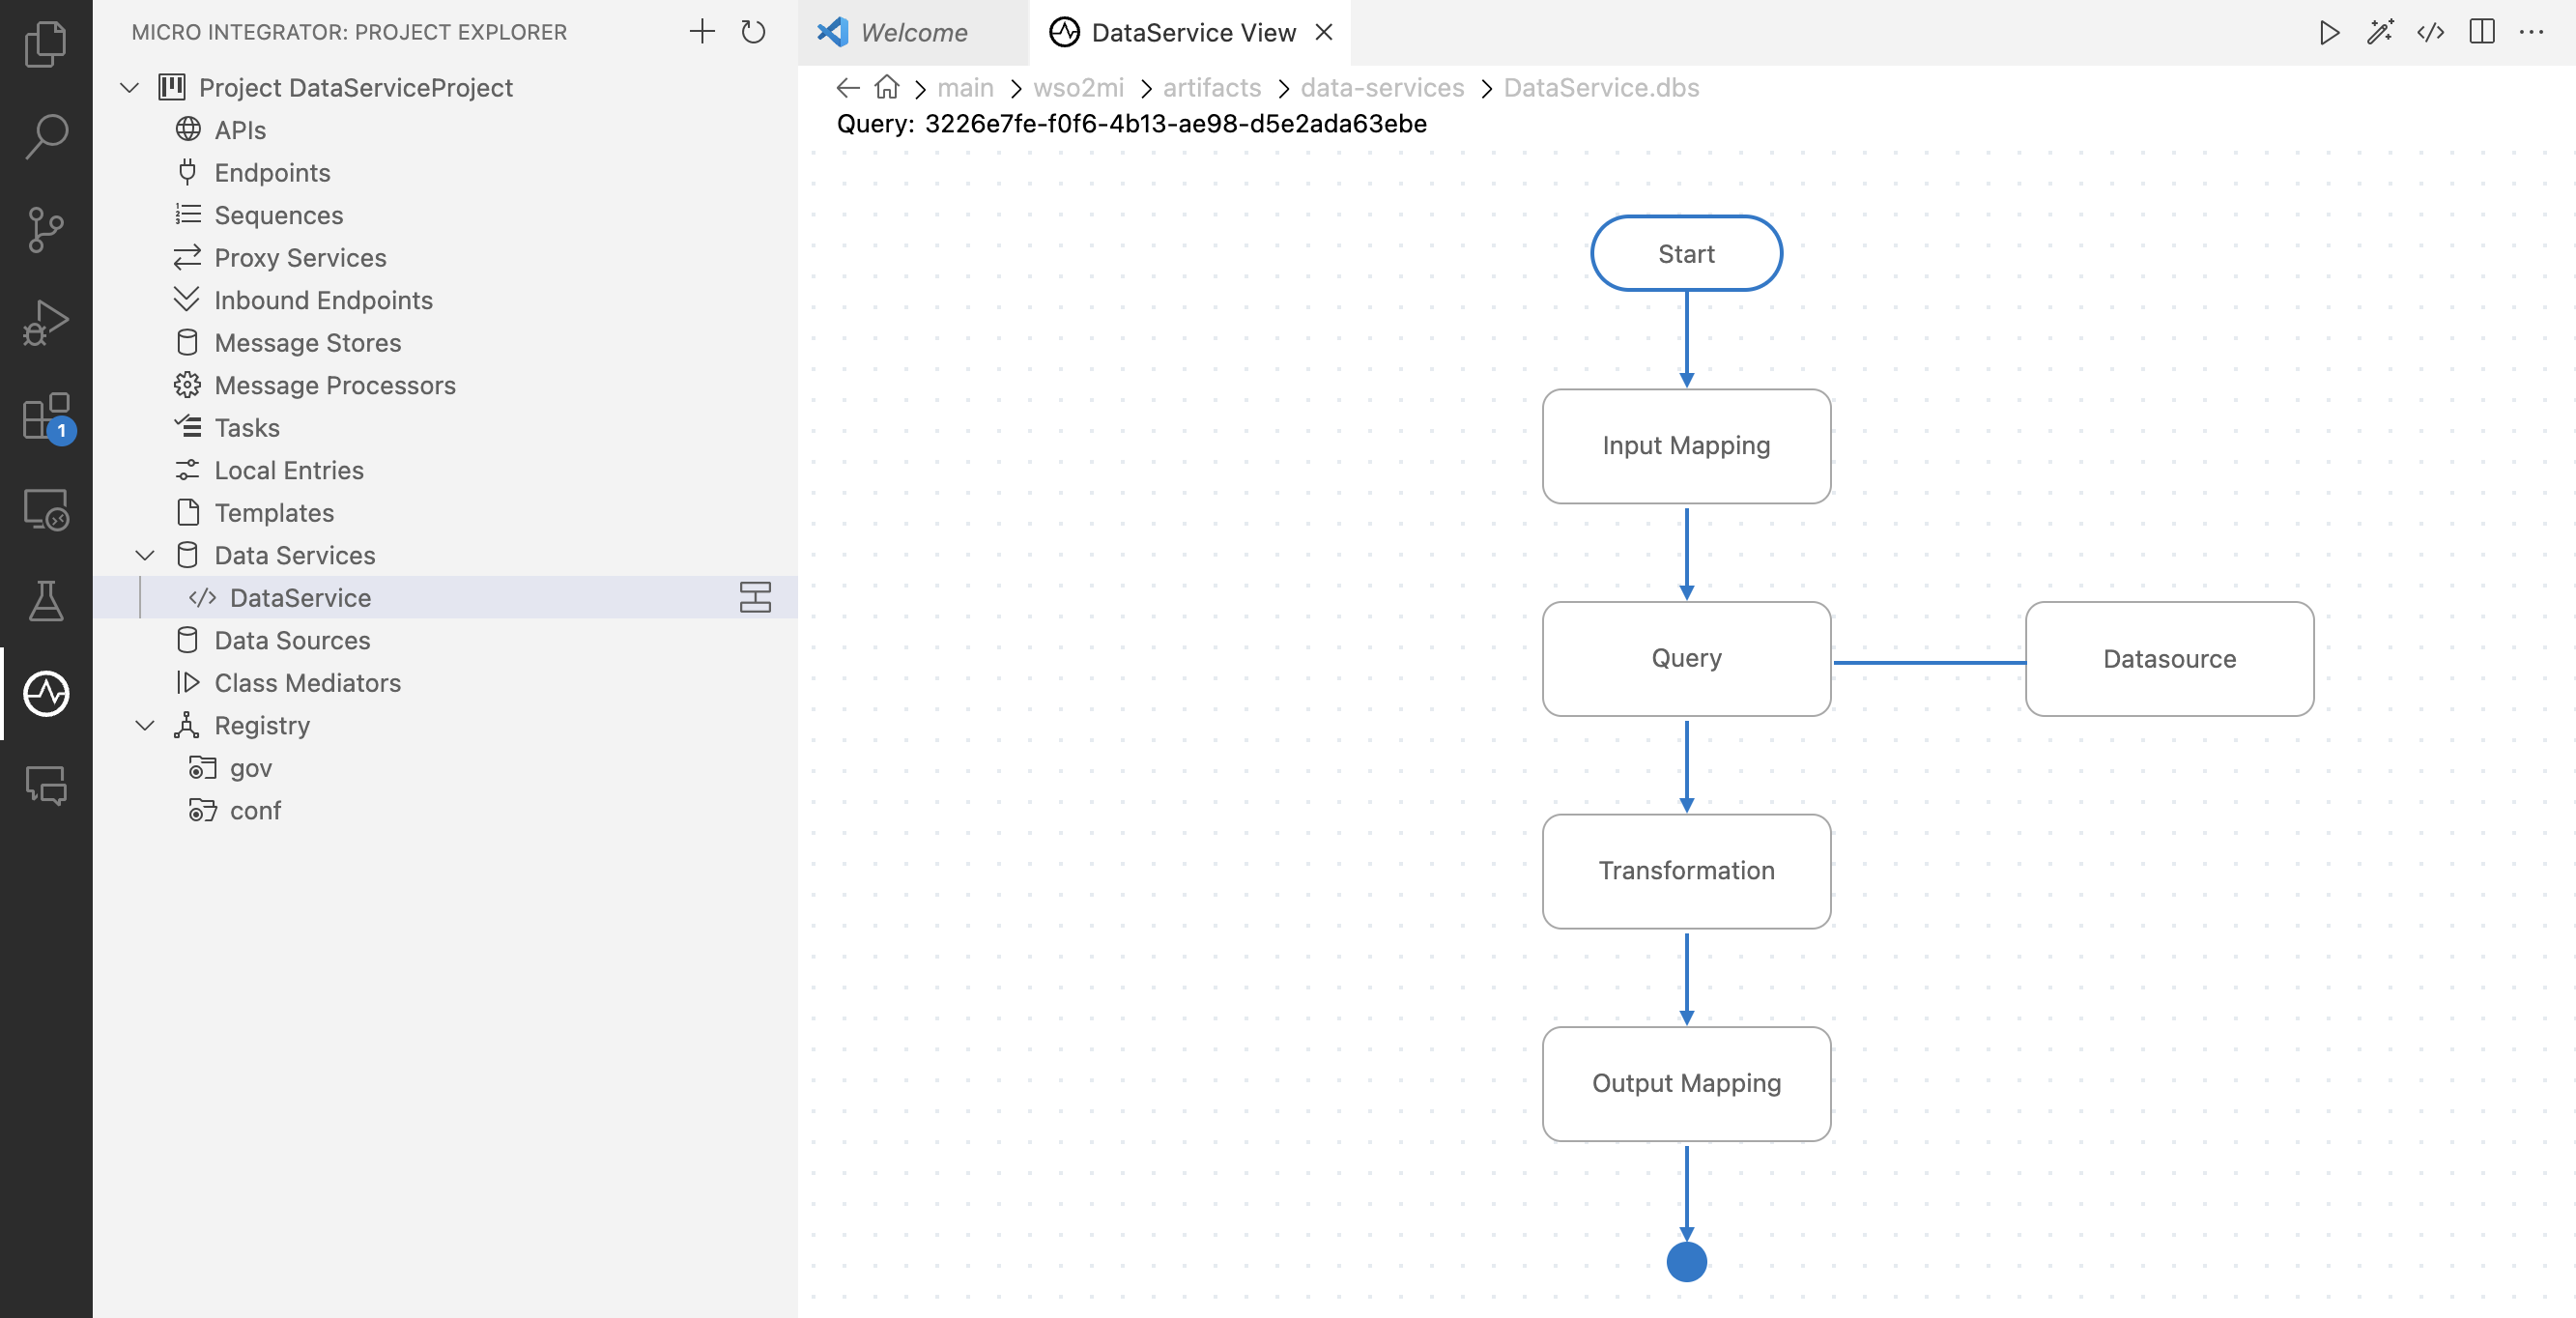 MICRO INTEGRATOR: PROJECT EXPLORER
Project DataServiceProject
APIs
Endpoints
Sequences
Proxy Services
Inbound Endpoints
Message Stores
Message Processors
Tasks
Local Entries
Templates
Data Services
DataService
Data Sources
Class Mediators
Registry
gov
conf
1
Welcome
DataService View
main > wso2mi > artifacts > data-services > DataService.dbs
Query: 3226e7fe-f0f6-4b13-ae98-d5e2ada63ebe
Start
Input Mapping
Query
Datasource
Transformation
Output Mapping